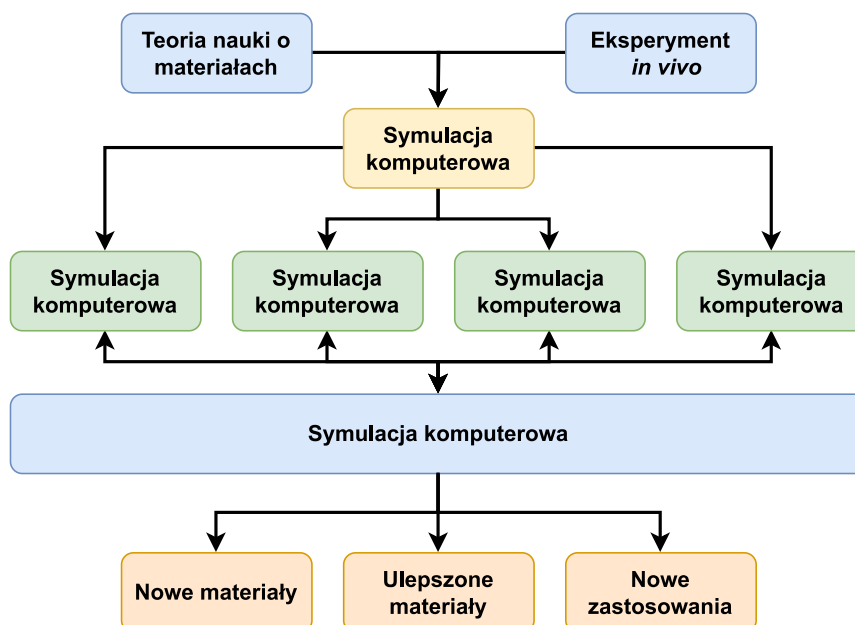 Teoria nauki o
materiałach
Eksperyment
in vivo
Symulacja
komputerowa
Symulacja
komputerowa
Symulacja
komputerowa
Symulacja
komputerowa
Symulacja
komputerowa
Symulacja komputerowa
Nowe materiały
Ulepszone
materiały
Nowe
zastosowania